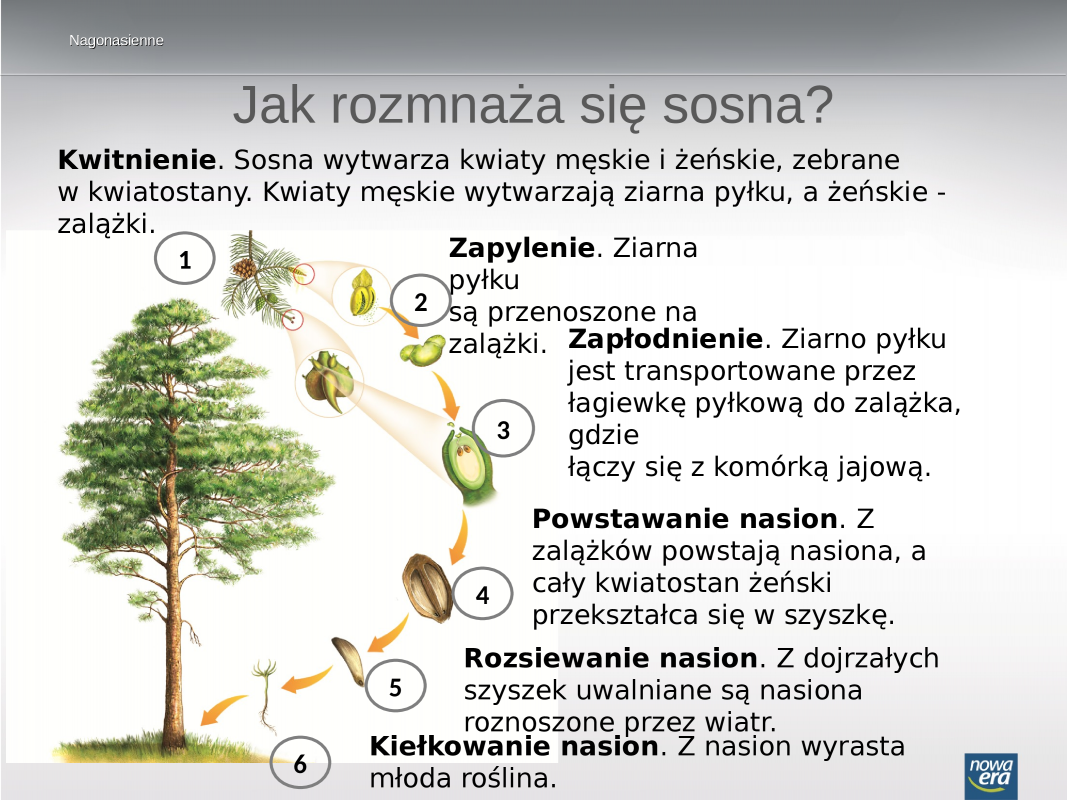 Nagonasienne
Jak rozmnaża się sosna?
Kwitnienie. Sosna wytwarza kwiaty męskie i żeńskie, zebrane
w kwiatostany. Kwiaty męskie wytwarzają ziarna pyłku, a żeńskie -
zalążki.
1
Zapylenie. Ziarna
pyłku
są przenoszone na
zalążki.
2
Zapłodnienie. Ziarno pyłku
jest transportowane przez
łagiewkę pyłkową do zalążka,
gdzie
łączy się z komórką jajową.
3
Powstawanie nasion. Z
zalążków powstają nasiona, a
cały kwiatostan żeński
przekształca się w szyszkę.
4
Rozsiewanie nasion. Z dojrzałych
szyszek uwalniane są nasiona
roznoszone przez wiatr.
5
Kiełkowanie nasion. Z nasion wyrasta
młoda roślina.
6
nowa
era